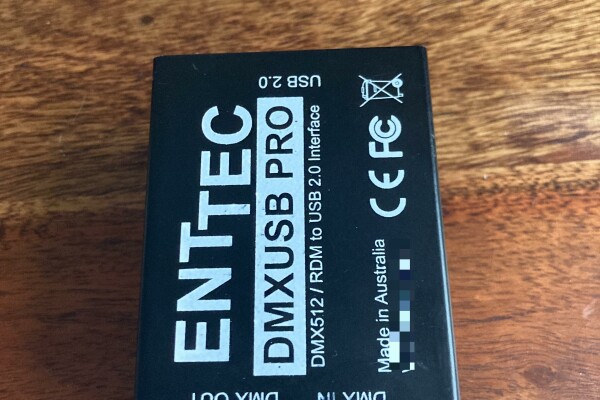 USB 2.0
ENTTEC
DMXUSB PRO
DMX512 / RDM to USB 2.0 Interface
CE FC
Made in Australia
DMX OUT
DMX IN